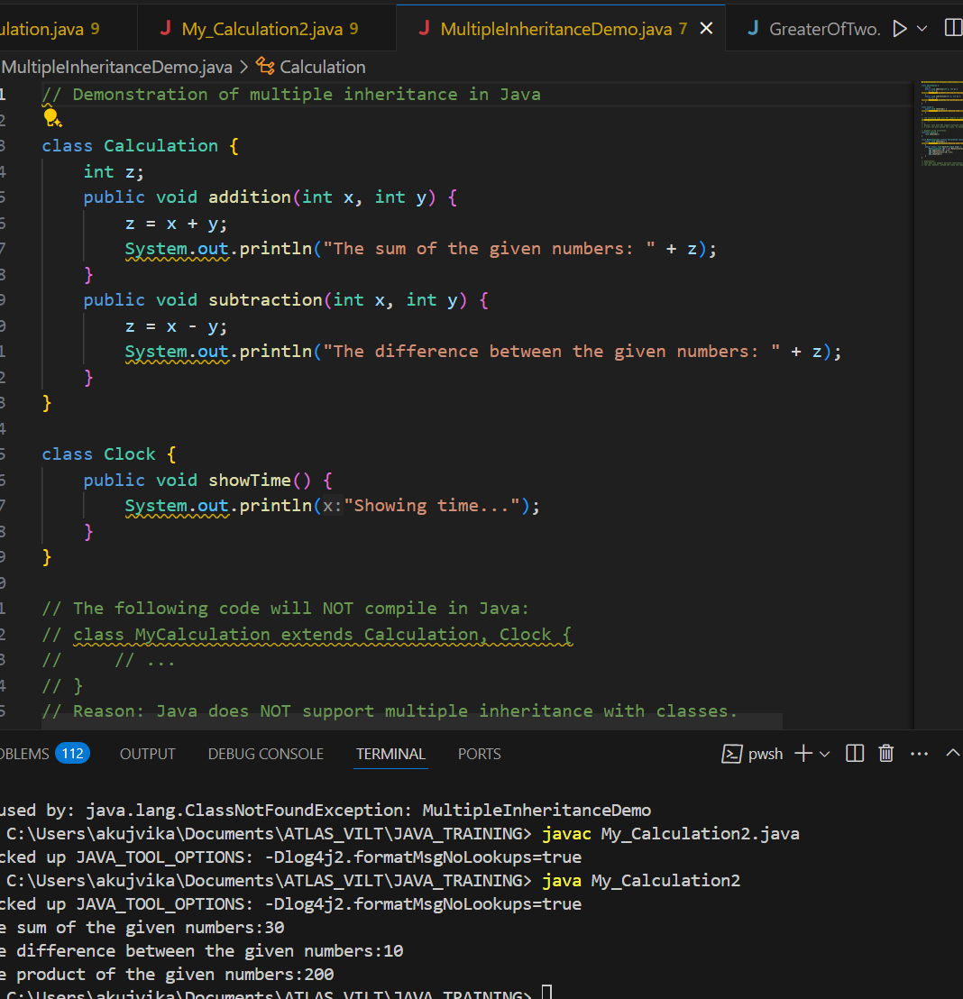 ulation.java 9 My_Calculation2.java 9 MultipleInheritanceDemo.java 7 GreaterOfTwo.
MultipleInheritanceDemo.java > Calculation
1 // Demonstration of multiple inheritance in Java
2
3 class Calculation {
4 int z;
5 public void addition(int x, int y) {
6 z = x + y;
7 System.out.println("The sum of the given numbers: " + z);
8 }
9 public void subtraction(int x, int y) {
0 z = x - y;
1 System.out.println("The difference between the given numbers: " + z);
2 }
3 }
4
5 class Clock {
6 public void showTime() {
7 System.out.println(x:"Showing time...");
8 }
9 }
0
1 // The following code will NOT compile in Java:
2 // class MyCalculation extends Calculation, Clock {
3 //     // ...
4 // }
5 // Reason: Java does NOT support multiple inheritance with classes.
OBLEMS 112 OUTPUT DEBUG CONSOLE TERMINAL PORTS pwsh
used by: java.lang.ClassNotFoundException: MultipleInheritanceDemo
C:\Users\akujvika\Documents\ATLAS_VILT\JAVA_TRAINING> javac My_Calculation2.java
cked up JAVA_TOOL_OPTIONS: -Dlog4j2.formatMsgNoLookups=true
C:\Users\akujvika\Documents\ATLAS_VILT\JAVA_TRAINING> java My_Calculation2
cked up JAVA_TOOL_OPTIONS: -Dlog4j2.formatMsgNoLookups=true
e sum of the given numbers:30
e difference between the given numbers:10
e product of the given numbers:200
C:\Users\akujvika\Documents\ATLAS_VILT\JAVA_TRAINING>